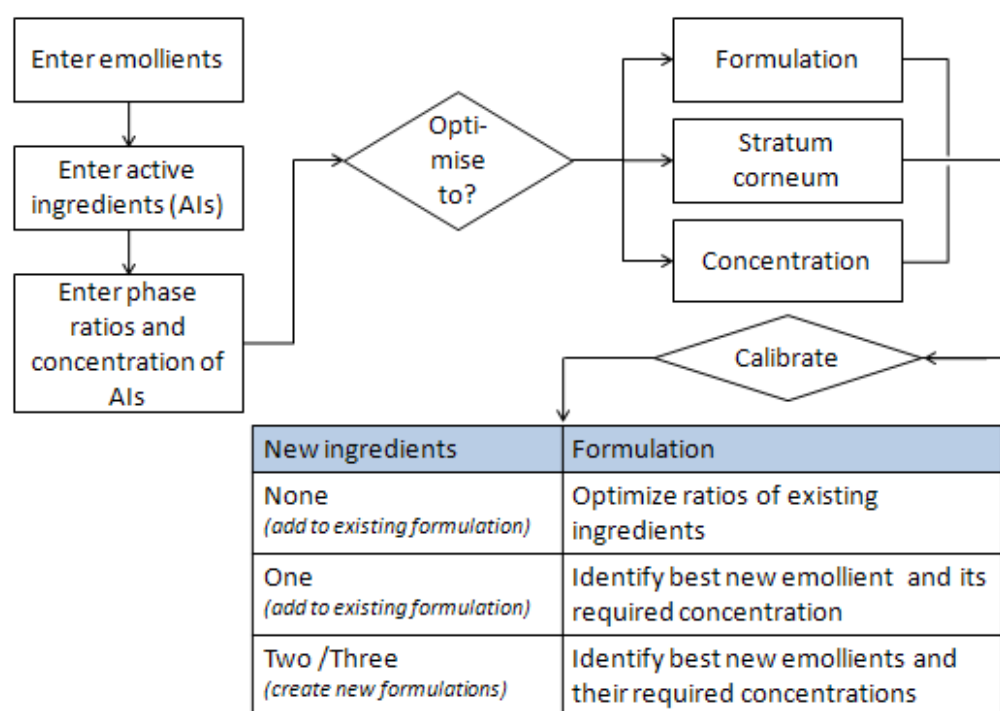 Enter emollients
Enter active
ingredients (AIs)
Enter phase
ratios and
concentration of
AIs
Opti-
mise
to?
Formulation
Stratum
corneum
Concentration
Calibrate
New ingredients
Formulation
None
(add to existing formulation)
Optimize ratios of existing
ingredients
One
(add to existing formulation)
Identify best new emollient and its
required concentration
Two /Three
(create new formulations)
Identify best new emollients and
their required concentrations